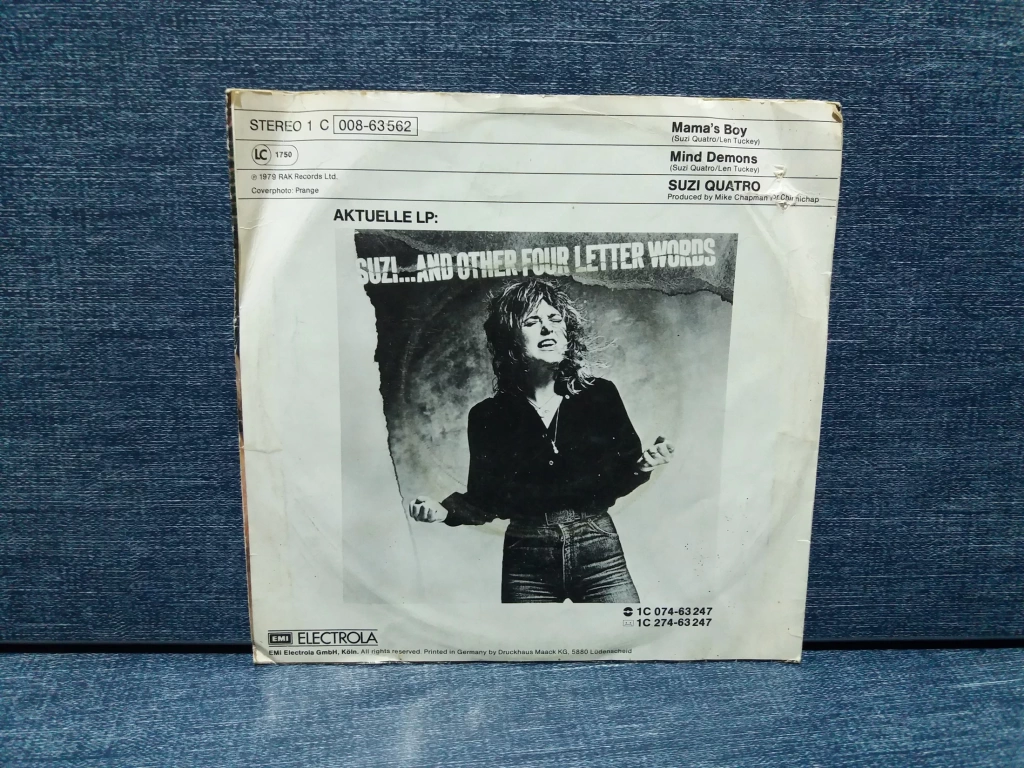 STEREO 1 C 008-63562
LC 1750
℗ 1979 RAK Records Ltd.
Coverphoto: Prange
Mama's Boy
(Suzi Quatro/Len Tuckey)
Mind Demons
(Suzi Quatro/Len Tuckey)
SUZI QUATRO
Produced by Mike Chapman
AKTUELLE LP:
SUZI...AND OTHER FOUR LETTER WORDS
1C 074-63247
1C 274-63247
EMI ELECTROLA
EMI Electrola GmbH, Köln. All rights reserved. Printed in Germany by Druckhaus Maack KG, 5880 Lüdenscheid